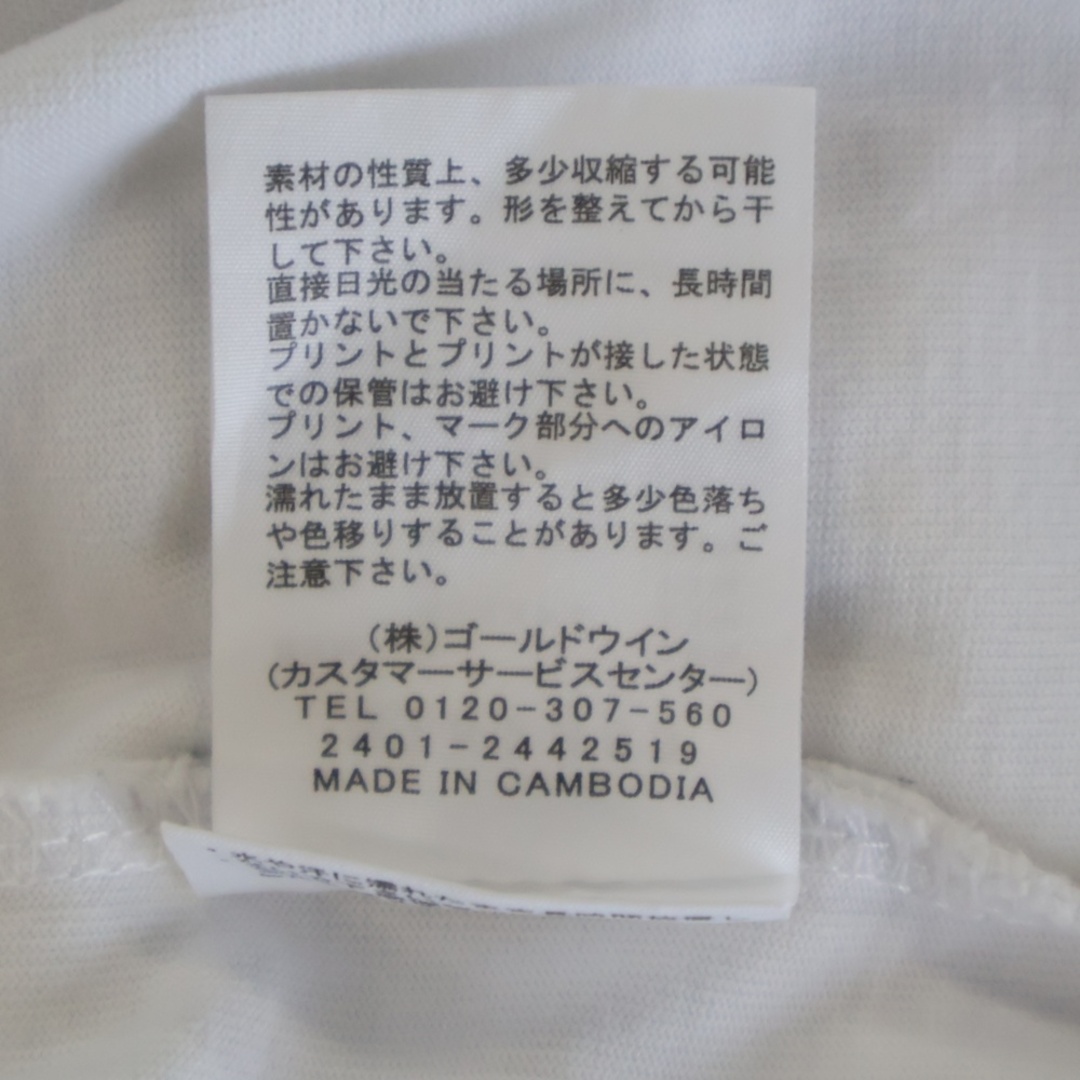 素材の性質上、多少収縮する可能
性があります。形を整えてから干
して下さい。
直接日光の当たる場所に、長時間
置かないで下さい。
プリントとプリントが接した状態
での保管はお避け下さい。
プリント、マーク部分へのアイロ
ンはお避け下さい。
濡れたまま放置すると多少色落ち
や色移りすることがあります。ご
注意下さい。
(株)ゴールドウイン
(カスタマーサービスセンター)
TEL 0120-307-560
2401-2442519
MADE IN CAMBODIA